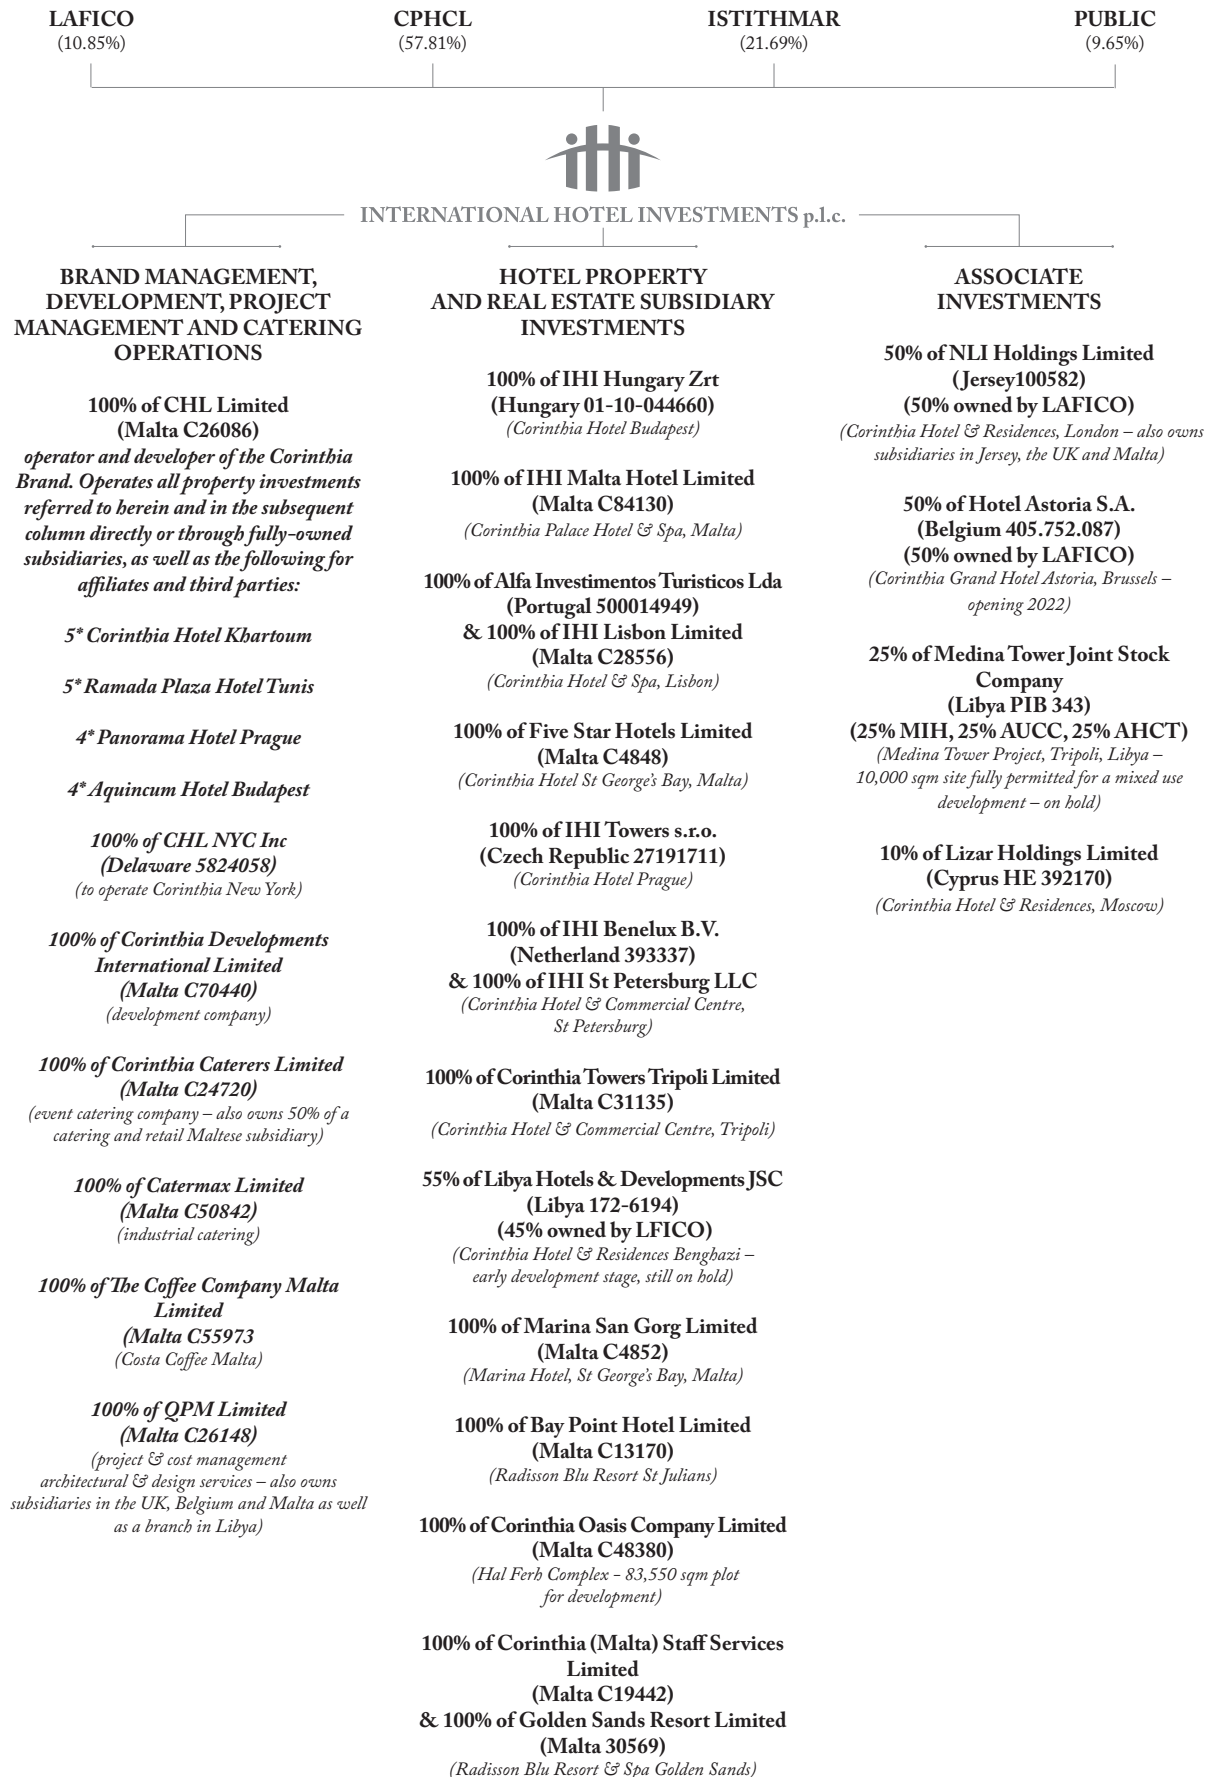 LAFICO
(10.85%)
CPHCL
(57.81%)
ISTITHMAR
(21.69%)
PUBLIC
(9.65%)
IHI
INTERNATIONAL HOTEL INVESTMENTS p.l.c.
BRAND MANAGEMENT,
DEVELOPMENT, PROJECT
MANAGEMENT AND CATERING
OPERATIONS
100% of CHL Limited
(Malta C26086)
operator and developer of the Corinthia
Brand. Operates all property investments
referred to herein and in the subsequent
column directly or through fully-owned
subsidiaries, as well as the following for
affiliates and third parties:
5* Corinthia Hotel Khartoum
5* Ramada Plaza Hotel Tunis
4* Panorama Hotel Prague
4* Aquincum Hotel Budapest
100% of CHL NYC Inc
(Delaware 5824058)
(to operate Corinthia New York)
100% of Corinthia Developments
International Limited
(Malta C70440)
(development company)
100% of Corinthia Caterers Limited
(Malta C24720)
(event catering company – also owns 50% of a
catering and retail Maltese subsidiary)
100% of Catermax Limited
(Malta C50842)
(industrial catering)
100% of The Coffee Company Malta
Limited
(Malta C55973
(Costa Coffee Malta)
100% of QPM Limited
(Malta C26148)
(project & cost management
architectural & design services – also owns
subsidiaries in the UK, Belgium and Malta as well
as a branch in Libya)
HOTEL PROPERTY
AND REAL ESTATE SUBSIDIARY
INVESTMENTS
100% of IHI Hungary Zrt
(Hungary 01-10-044660)
(Corinthia Hotel Budapest)
100% of IHI Malta Hotel Limited
(Malta C84130)
(Corinthia Palace Hotel & Spa, Malta)
100% of Alfa Investimentos Turisticos Lda
(Portugal 500014949)
& 100% of IHI Lisbon Limited
(Malta C28556)
(Corinthia Hotel & Spa, Lisbon)
100% of Five Star Hotels Limited
(Malta C4848)
(Corinthia Hotel St George's Bay, Malta)
100% of IHI Towers s.r.o.
(Czech Republic 27191711)
(Corinthia Hotel Prague)
100% of IHI Benelux B.V.
(Netherland 393337)
& 100% of IHI St Petersburg LLC
(Corinthia Hotel & Commercial Centre,
St Petersburg)
100% of Corinthia Towers Tripoli Limited
(Malta C31135)
(Corinthia Hotel & Commercial Centre, Tripoli)
55% of Libya Hotels & Developments JSC
(Libya 172-6194)
(45% owned by LFICO)
(Corinthia Hotel & Residences Benghazi –
early development stage, still on hold)
100% of Marina San Gorg Limited
(Malta C4852)
(Marina Hotel, St George's Bay, Malta)
100% of Bay Point Hotel Limited
(Malta C13170)
(Radisson Blu Resort St Julians)
100% of Corinthia Oasis Company Limited
(Malta C48380)
(Hal Ferh Complex - 83,550 sqm plot
for development)
100% of Corinthia (Malta) Staff Services
Limited
(Malta C19442)
& 100% of Golden Sands Resort Limited
(Malta 30569)
(Radisson Blu Resort & Spa Golden Sands)
ASSOCIATE
INVESTMENTS
50% of NLI Holdings Limited
(Jersey100582)
(50% owned by LAFICO)
(Corinthia Hotel & Residences, London – also owns
subsidiaries in Jersey, the UK and Malta)
50% of Hotel Astoria S.A.
(Belgium 405.752.087)
(50% owned by LAFICO)
(Corinthia Grand Hotel Astoria, Brussels –
opening 2022)
25% of Medina Tower Joint Stock
Company
(Libya PIB 343)
(25% MIH, 25% AUCC, 25% AHCT)
(Medina Tower Project, Tripoli, Libya –
10,000 sqm site fully permitted for a mixed use
development – on hold)
10% of Lizar Holdings Limited
(Cyprus HE 392170)
(Corinthia Hotel & Residences, Moscow)